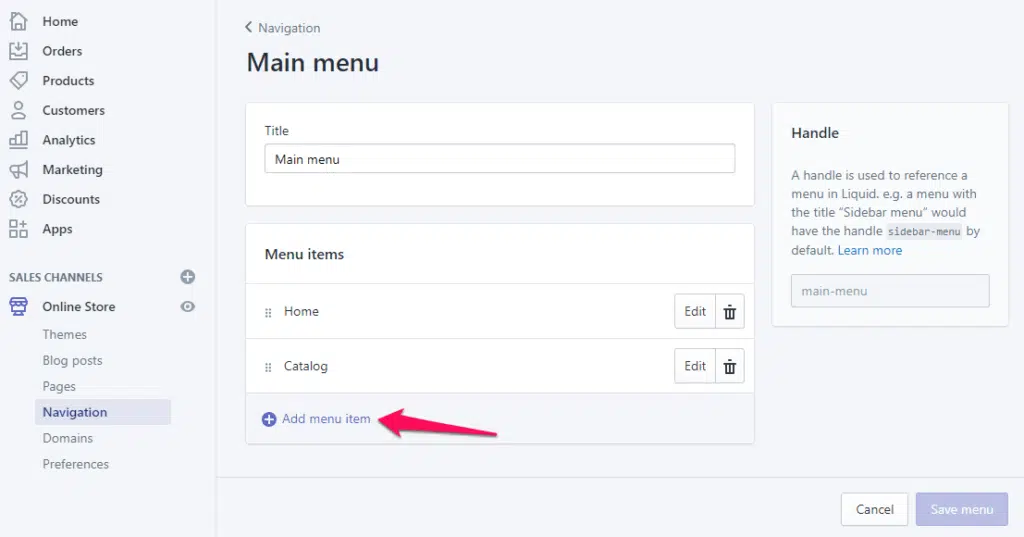 Home
Orders
Products
Customers
Analytics
Marketing
Discounts
Apps
SALES CHANNELS
Online Store
Themes
Blog posts
Pages
Navigation
Domains
Preferences
Navigation
Main menu
Title
Main menu
Menu items
Home
Edit
Catalog
Edit
Add menu item
Handle
A handle is used to reference a
menu in Liquid. e.g. a menu with
the title “Sidebar menu” would
have the handle sidebar-menu by
default. Learn more
main-menu
Cancel
Save menu